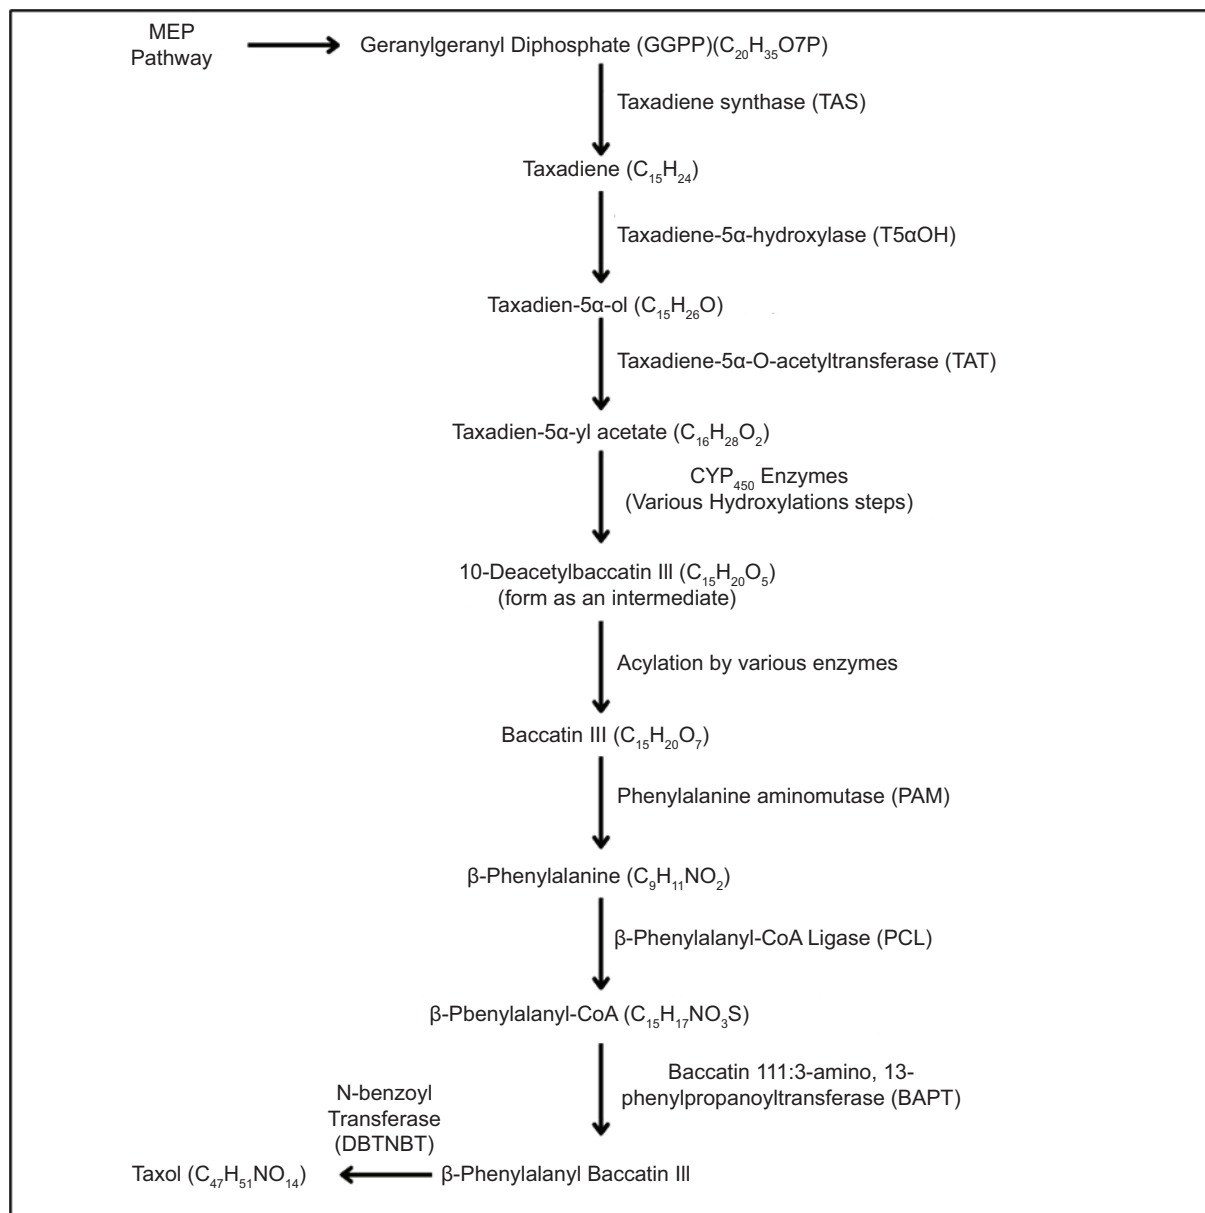 MEP
Pathway
Geranylgeranyl Diphosphate (GGPP)(C₂₀H₃₅O7P)
Taxadiene synthase (TAS)
Taxadiene (C₁₅H₂₄)
Taxadiene-5α-hydroxylase (T5αOH)
Taxadien-5α-ol (C₁₅H₂₆O)
Taxadiene-5α-O-acetyltransferase (TAT)
Taxadien-5α-yl acetate (C₁₆H₂₈O₂)
CYP₄₅₀ Enzymes
(Various Hydroxylations steps)
10-Deacetylbaccatin III (C₁₅H₂₀O₅)
(form as an intermediate)
Acylation by various enzymes
Baccatin III (C₁₅H₂₀O₇)
Phenylalanine aminomutase (PAM)
β-Phenylalanine (C₉H₁₁NO₂)
β-Phenylalanyl-CoA Ligase (PCL)
β-Pbenylalanyl-CoA (C₁₅H₁₇NO₃S)
Baccatin 111:3-amino, 13-
phenylpropanoyltransferase (BAPT)
N-benzoyl
Transferase
(DBTNBT)
Taxol (C₄₇H₅₁NO₁₄)
β-Phenylalanyl Baccatin III